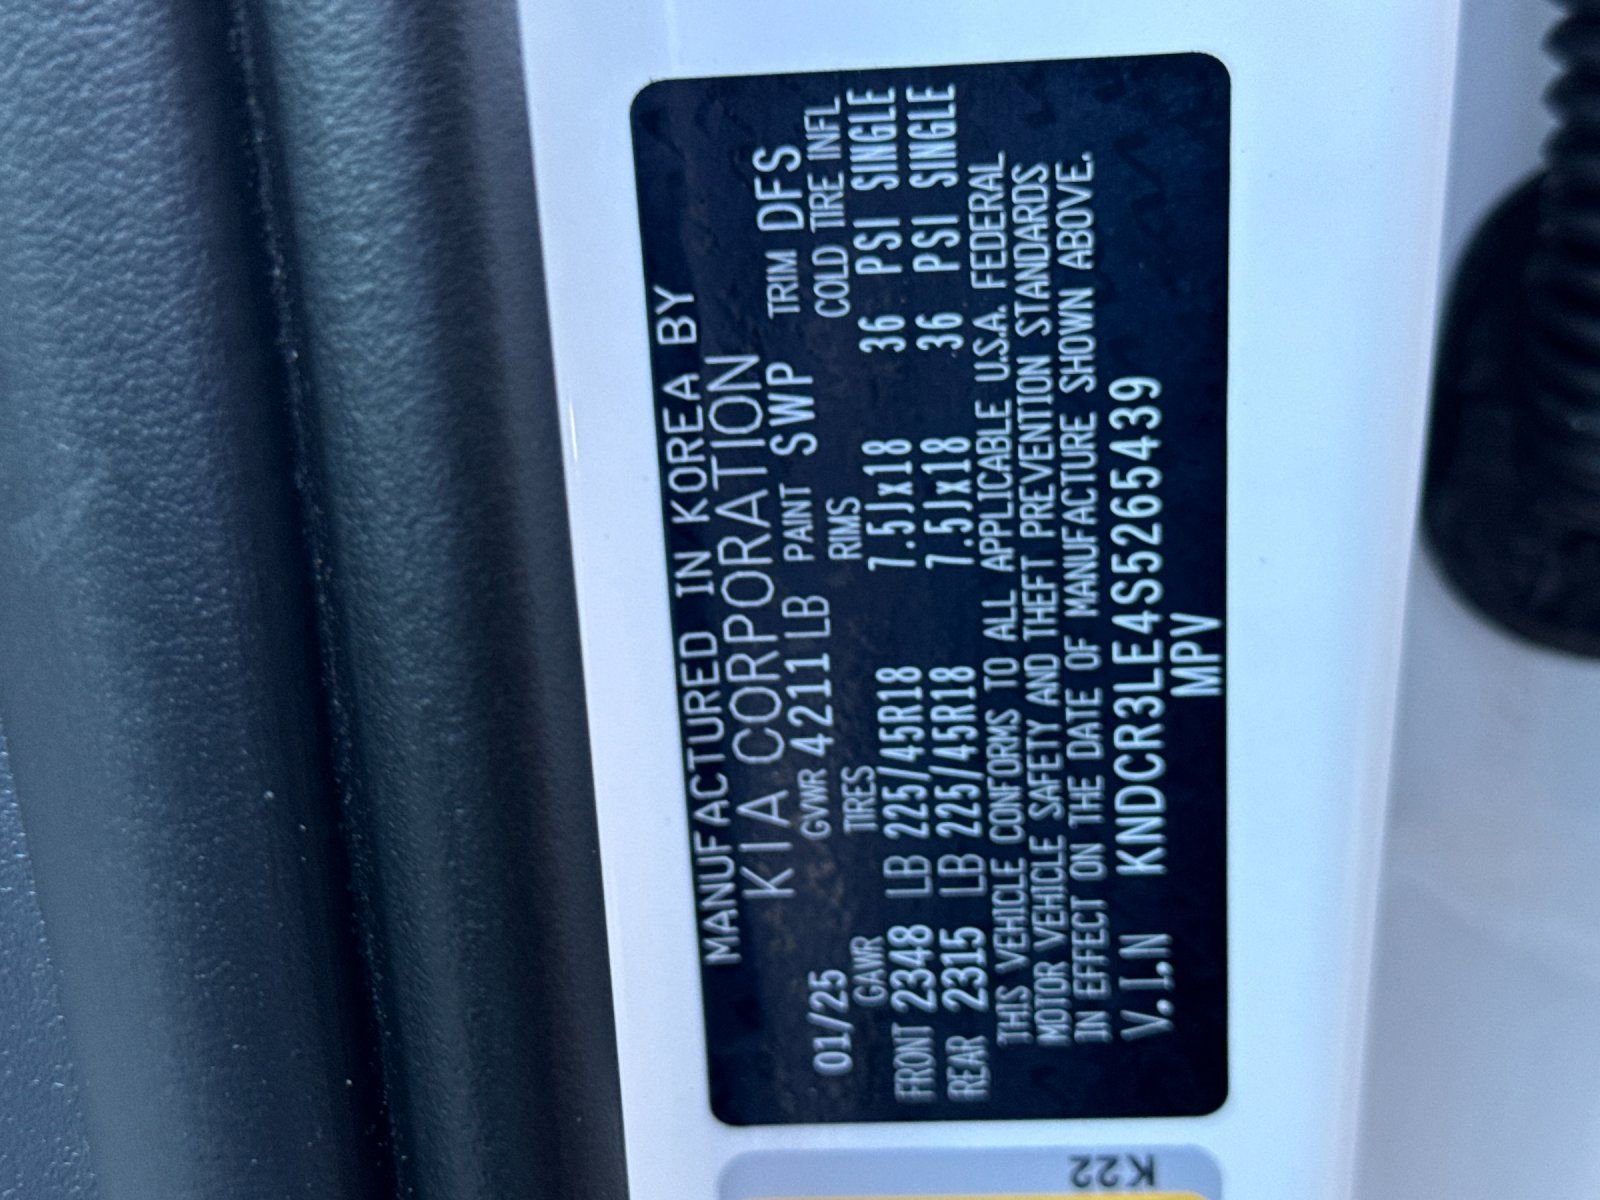 MANUFACTURED IN KOREA BY
KIA CORPORATION
01/25 GVWR 4211 LB PAINT SWP TRIM DFS
GAWR TIRES RIMS COLD TIRE INFL
FRONT 2348 LB 225/45R18 7.5Jx18 36 PSI SINGLE
REAR 2315 LB 225/45R18 7.5Jx18 36 PSI SINGLE
THIS VEHICLE CONFORMS TO ALL APPLICABLE U.S.A. FEDERAL
MOTOR VEHICLE SAFETY AND THEFT PREVENTION STANDARDS
IN EFFECT ON THE DATE OF MANUFACTURE SHOWN ABOVE.
V.I.N KNDCR3LE4S5265439
MPV
K22